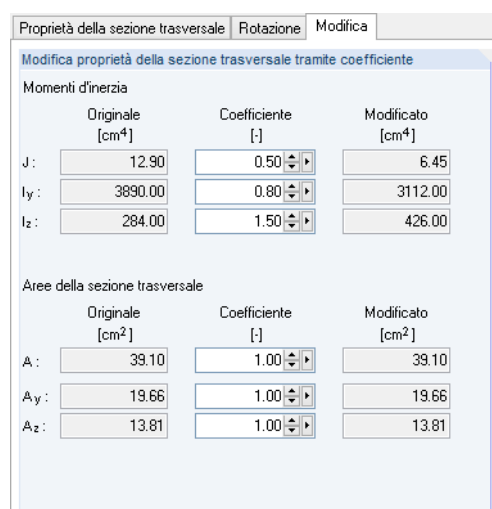 Proprietà della sezione trasversale Rotazione Modifica
Modifica proprietà della sezione trasversale tramite coefficiente
Momenti d'inerzia
Originale Coefficiente Modificato
[cm4] [-] [cm4]
J : 12.90 0.50 6.45
Iy : 3890.00 0.80 3112.00
Iz : 284.00 1.50 426.00
Aree della sezione trasversale
Originale Coefficiente Modificato
[cm2] [-] [cm2]
A : 39.10 1.00 39.10
Ay : 19.66 1.00 19.66
Az : 13.81 1.00 13.81